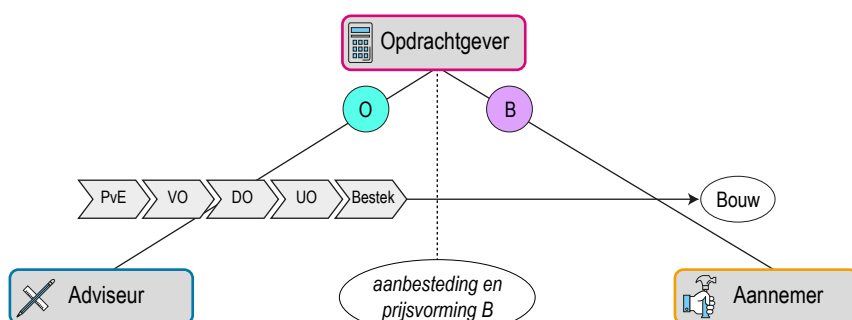 Opdrachtgever
O
B
PvE
VO
DO
UO
Bestek
Bouw
Adviseur
aanbesteding en
prijsvorming B
Aannemer